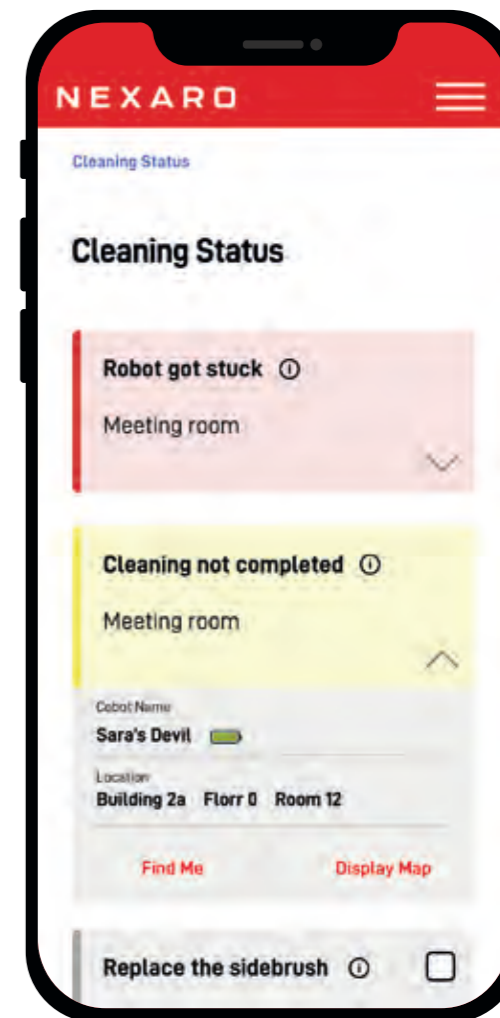 NEXARO
Cleaning Status
Cleaning Status
Robot got stuck
Meeting room
Cleaning not completed
Meeting room
Cobot Name
Sara's Devil
Location
Building 2a Florr 0 Room 12
Find Me Display Map
Replace the sidebrush